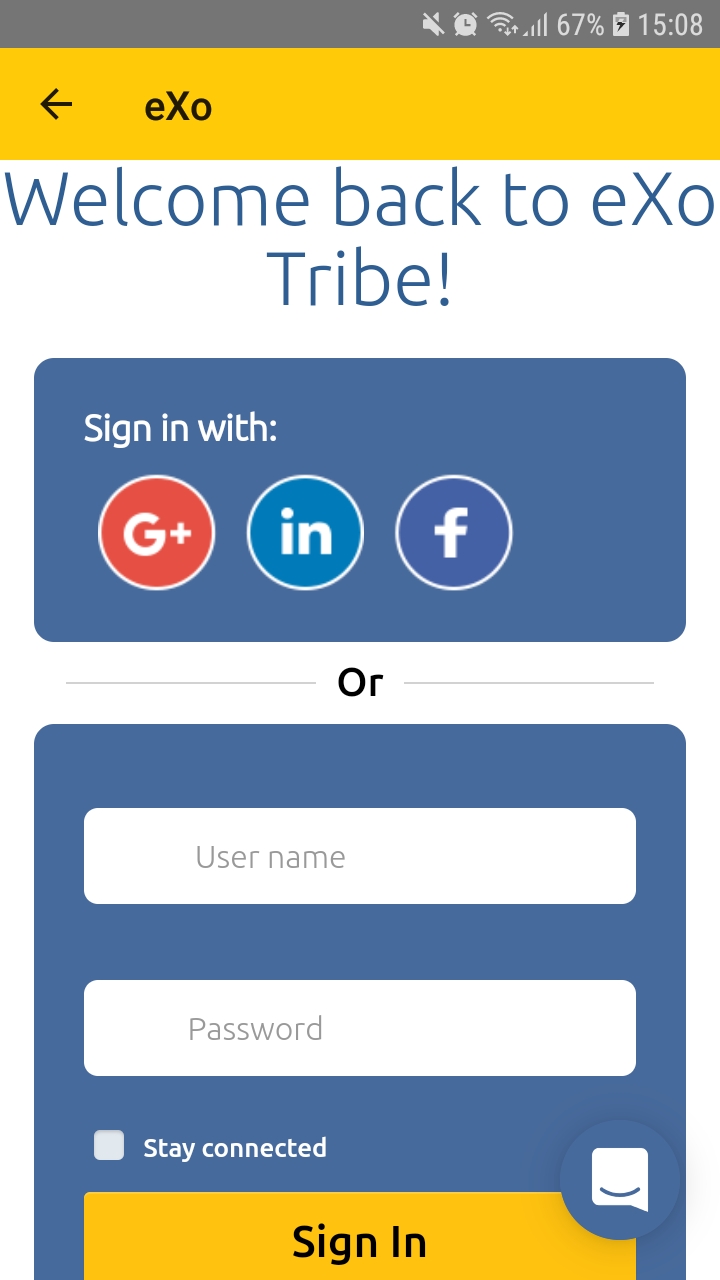 67% 15:08
eXo
Welcome back to eXo
Tribe!
Sign in with:
G+ in f
Or
User name
Password
Stay connected
Sign In